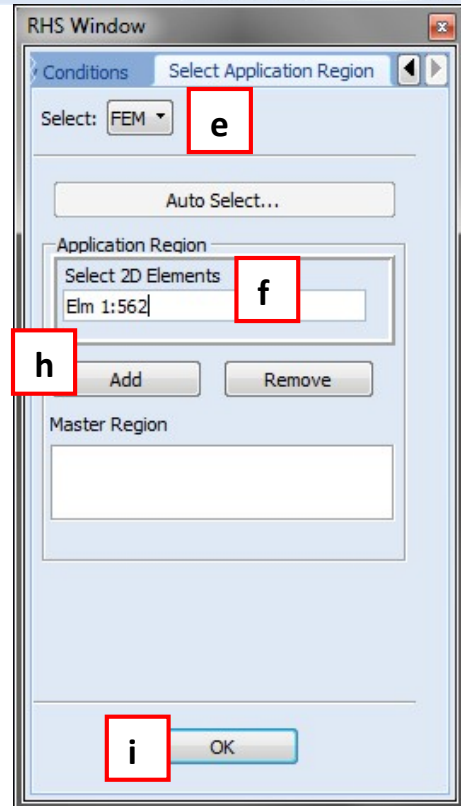 RHS Window
Conditions Select Application Region
Select: FEM e
Auto Select...
Application Region
Select 2D Elements
f
Elm 1:562
h
Add Remove
Master Region
i OK